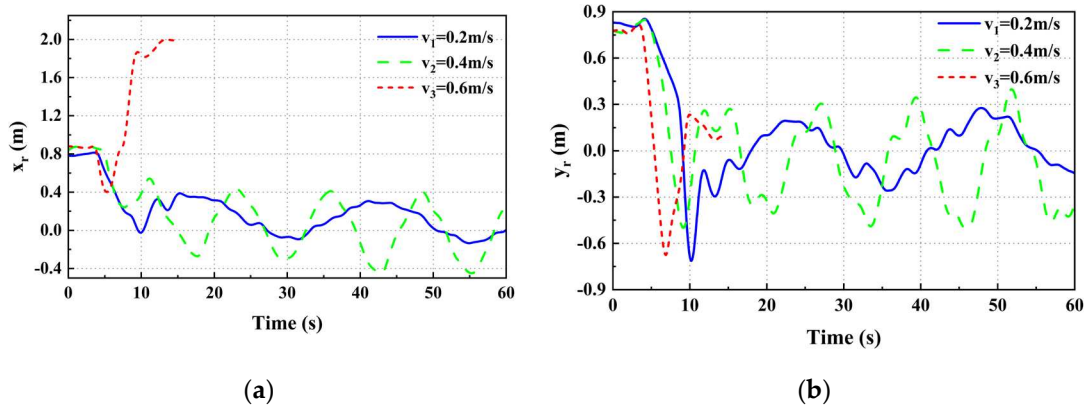 2.0
1.6
1.2
0.8
0.4
0.0
-0.4
x_r (m)
v_1=0.2m/s
v_2=0.4m/s
v_3=0.6m/s
0 10 20 30 40 50 60
Time (s)
(a)
0.9
0.6
0.3
0.0
-0.3
-0.6
-0.9
y_r (m)
v_1=0.2m/s
v_2=0.4m/s
v_3=0.6m/s
0 10 20 30 40 50 60
Time (s)
(b)